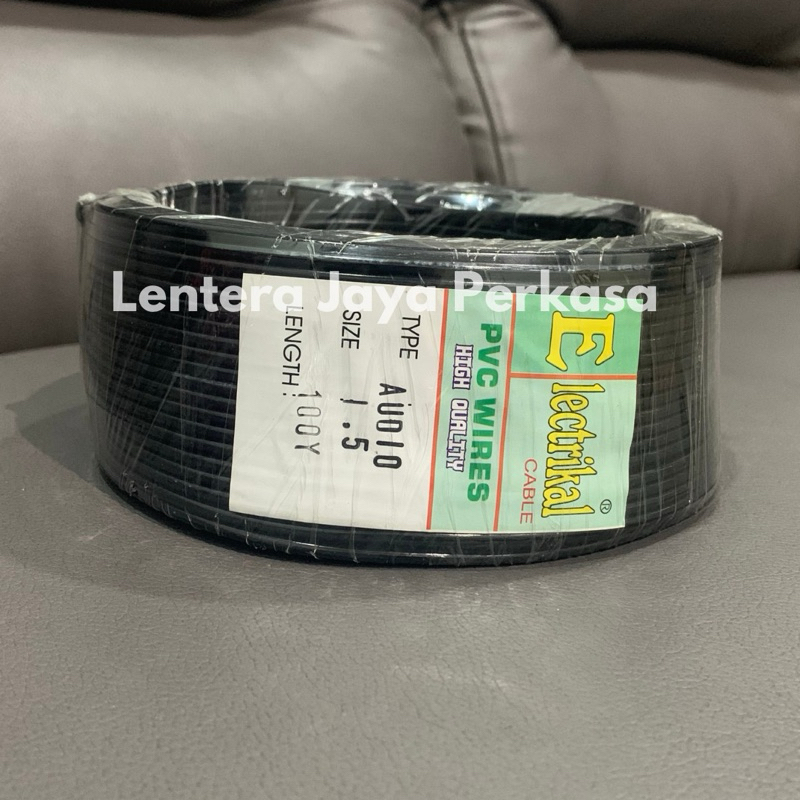 Lentera Jaya Perkasa
Electrikal®
CABLE
PVC WIRES
HIGH QUALITY
TYPE AUDIO
SIZE 1.5
LENGTH: 100Y